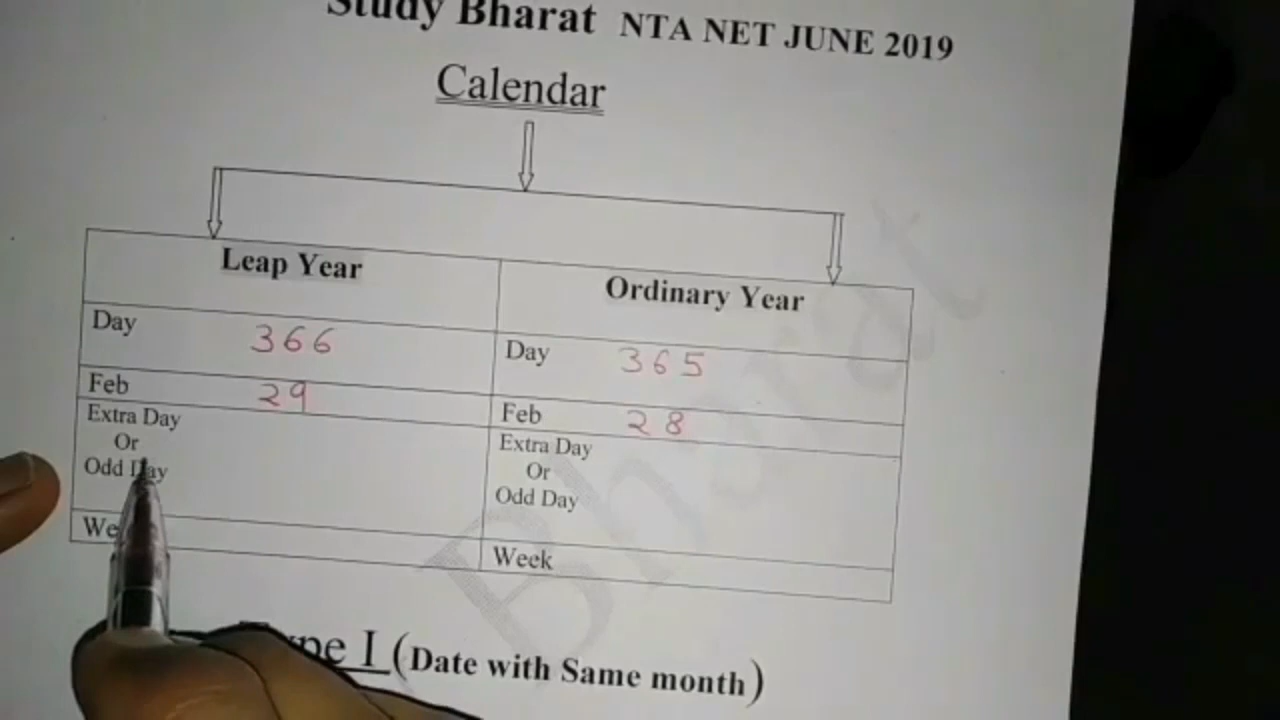 Study Bharat NTA NET JUNE 2019
Calendar
Leap Year
Ordinary Year
Day 366
Day 365
Feb 29
Feb 28
Extra Day
Or
Odd Day
Extra Day
Or
Odd Day
Week
I (Date with Same month)
Bharat